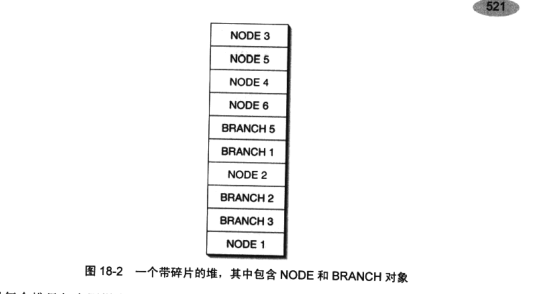 521
NODE 3
NODE 5
NODE 4
NODE 6
BRANCH 5
BRANCH 1
NODE 2
BRANCH 2
BRANCH 3
NODE 1
图 18-2 一个带碎片的堆，其中包含 NODE 和 BRANCH 对象